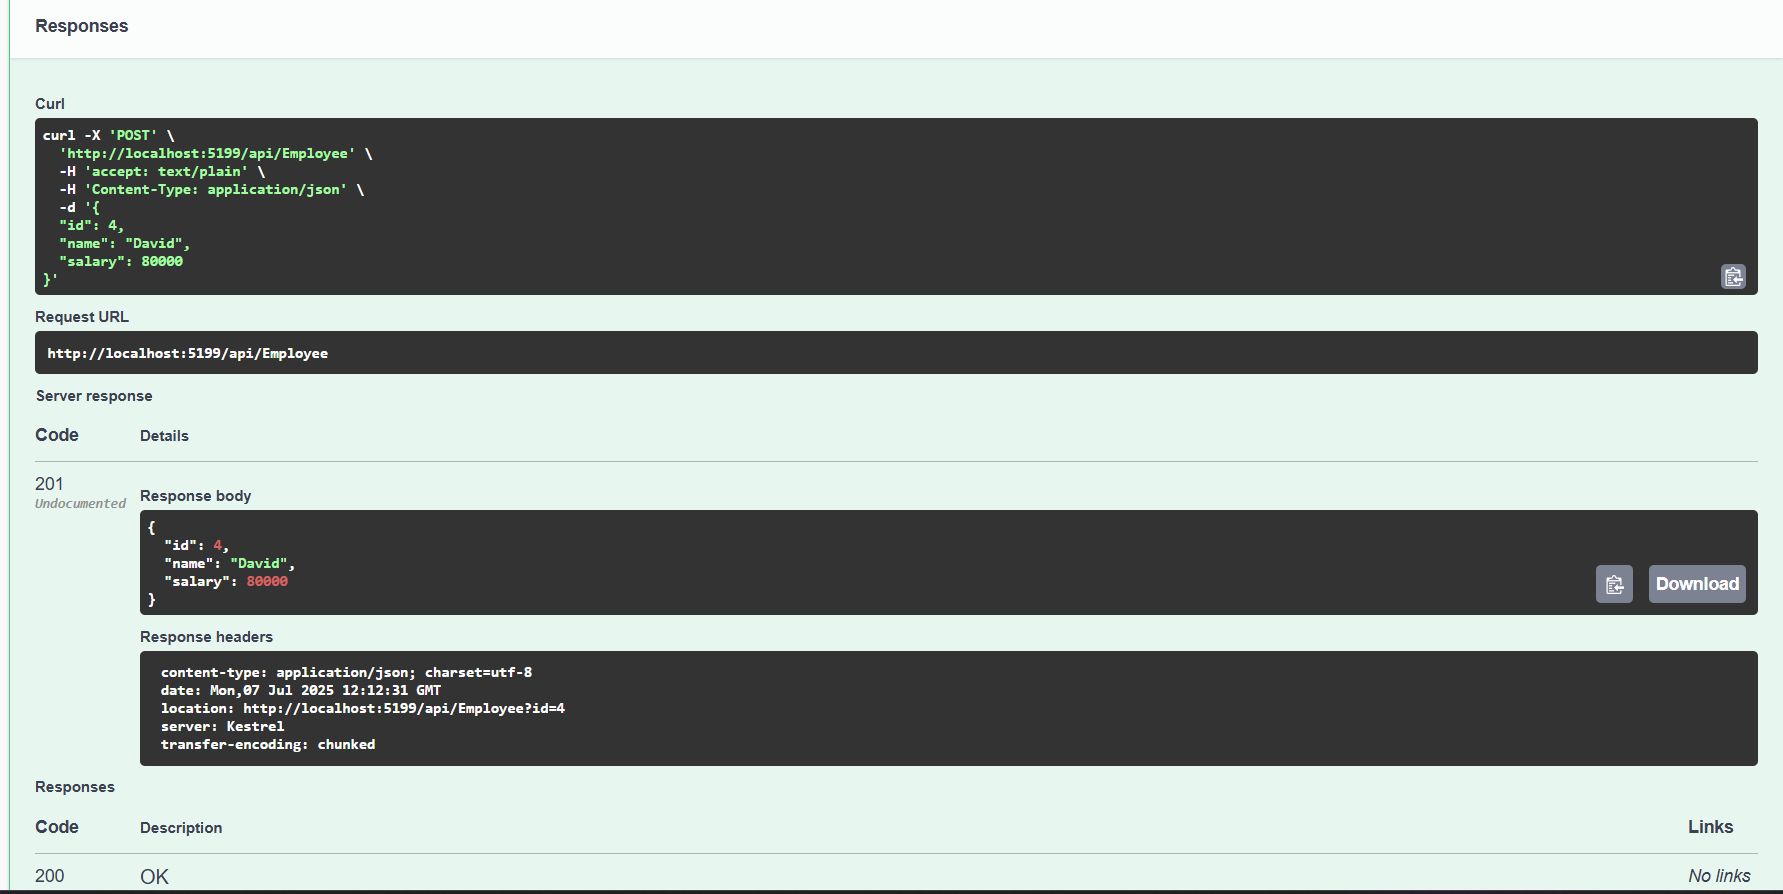 Responses
Curl
curl -X 'POST' \
  'http://localhost:5199/api/Employee' \
  -H 'accept: text/plain' \
  -H 'Content-Type: application/json' \
  -d '{
  "id": 4,
  "name": "David",
  "salary": 80000
}'
Request URL
http://localhost:5199/api/Employee
Server response
Code Details
201
Undocumented
Response body
{
  "id": 4,
  "name": "David",
  "salary": 80000
}
Download
Response headers
content-type: application/json; charset=utf-8
date: Mon,07 Jul 2025 12:12:31 GMT
location: http://localhost:5199/api/Employee?id=4
server: Kestrel
transfer-encoding: chunked
Responses
Code Description Links
200 OK No links